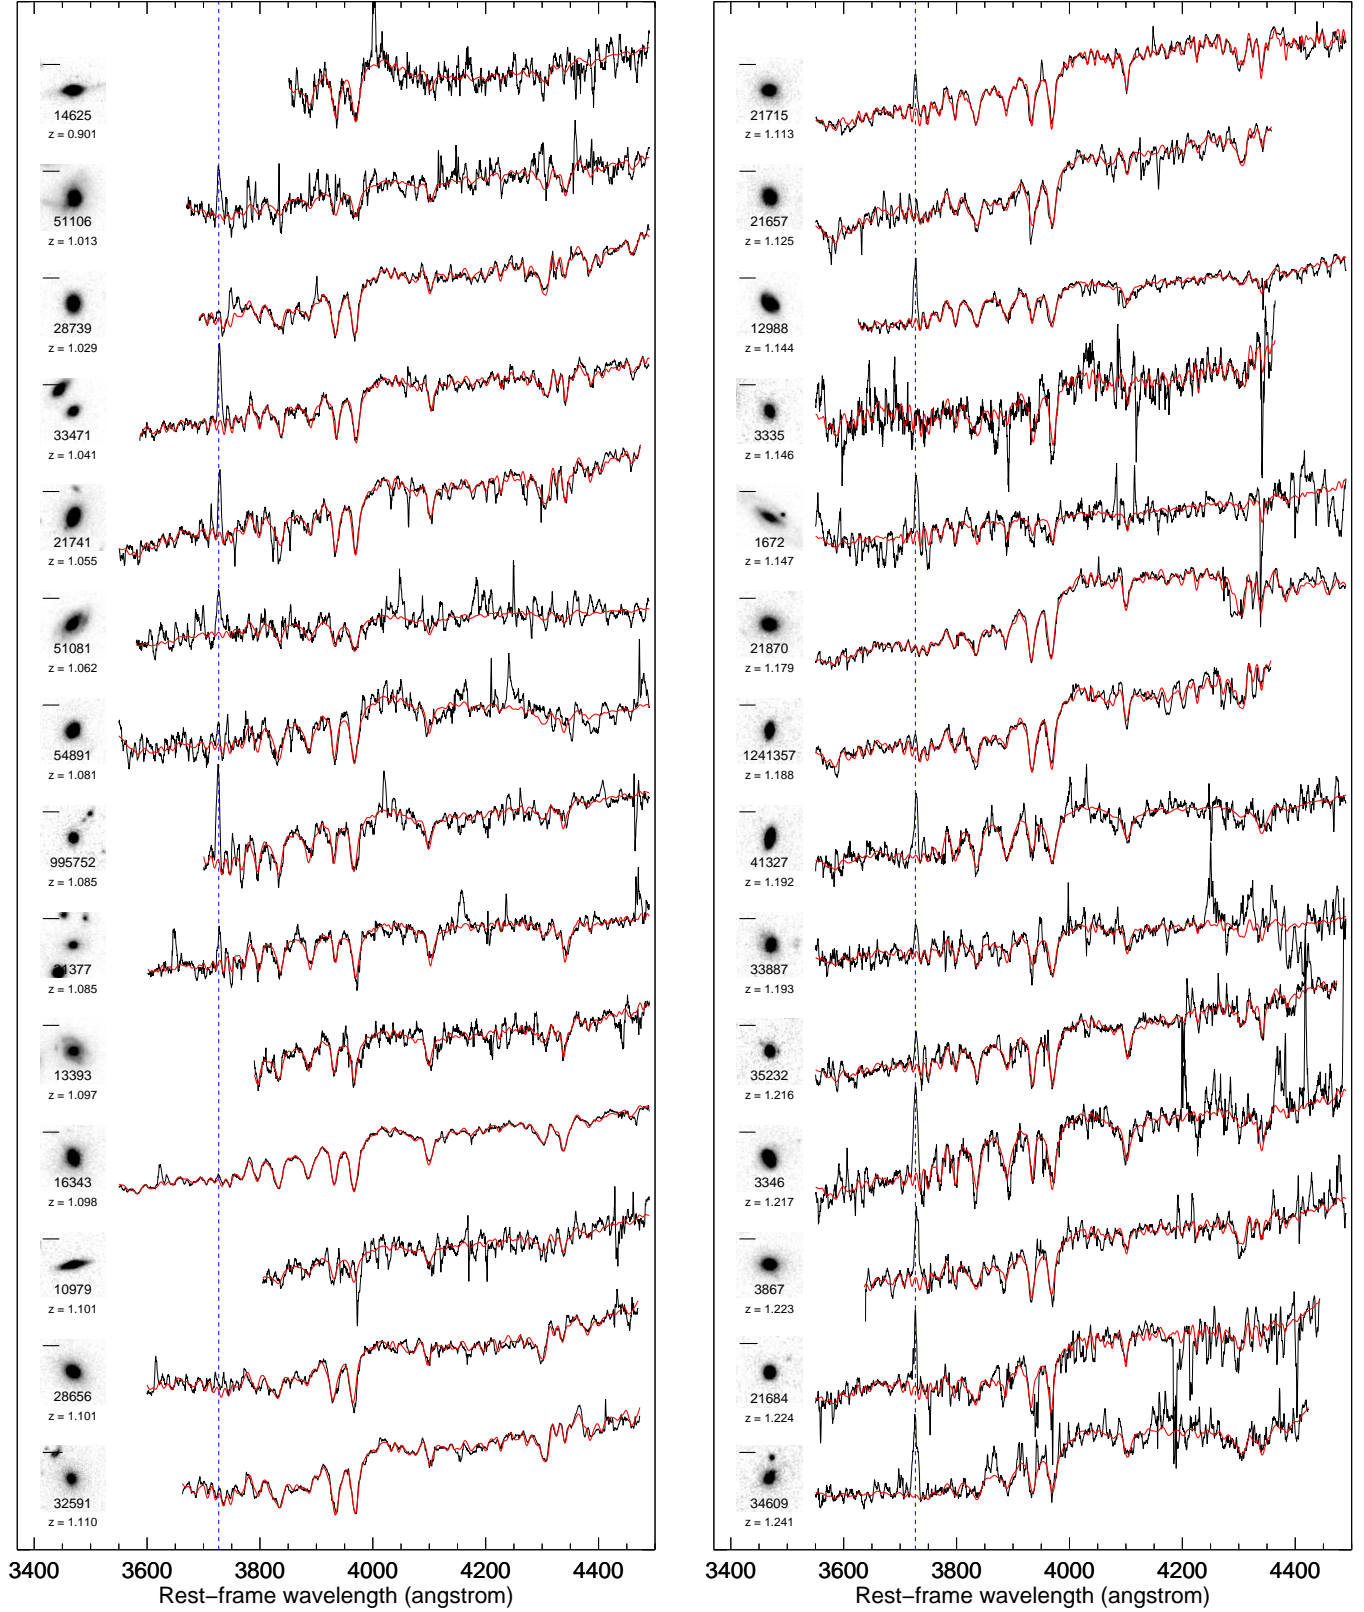 14625
z = 0.901
51106
z = 1.013
28739
z = 1.029
33471
z = 1.041
21741
z = 1.055
51081
z = 1.062
54891
z = 1.081
995752
z = 1.085
z = 1.085
13393
z = 1.097
16343
z = 1.098
10979
z = 1.101
28656
z = 1.101
32591
z = 1.110
3400 3600 3800 4000 4200 4400
Rest−frame wavelength (angstrom)
21715
z = 1.113
21657
z = 1.125
12988
z = 1.144
3335
z = 1.146
1672
z = 1.147
21870
z = 1.179
1241357
z = 1.188
41327
z = 1.192
33887
z = 1.193
35232
z = 1.216
3346
z = 1.217
3867
z = 1.223
21684
z = 1.224
34609
z = 1.241
3400 3600 3800 4000 4200 4400
Rest−frame wavelength (angstrom)